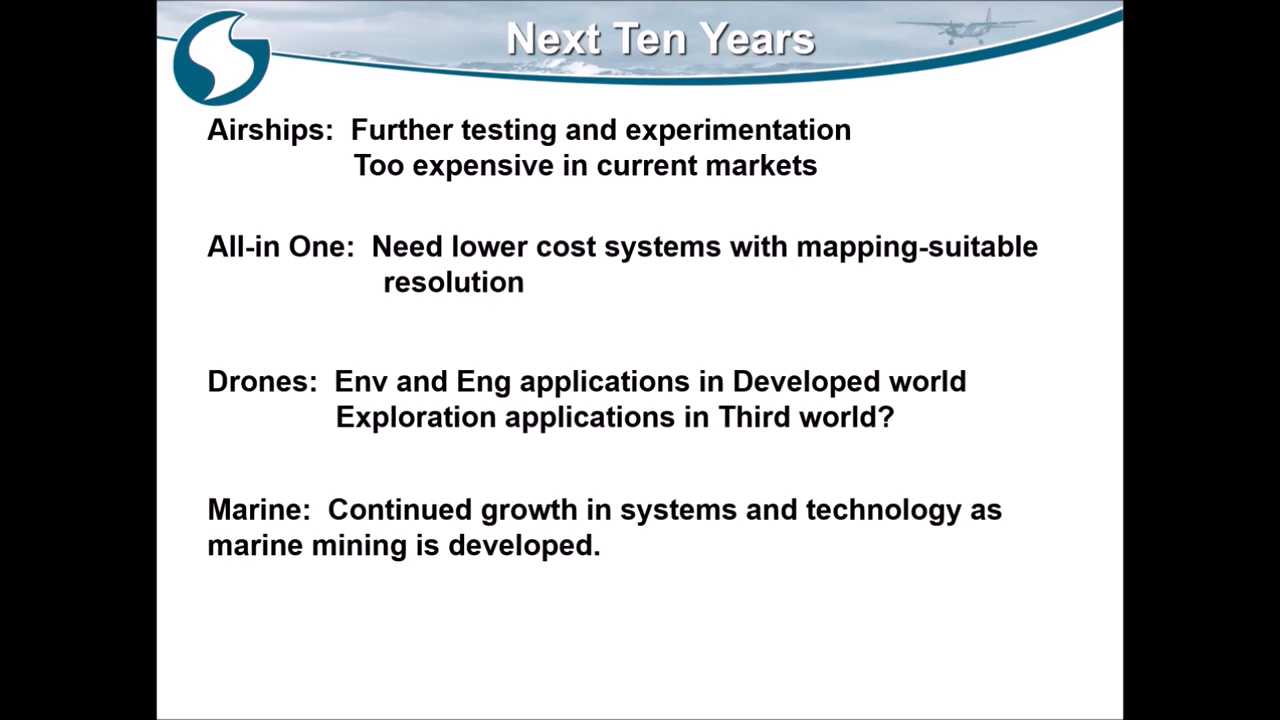 Next Ten Years
Airships: Further testing and experimentation
Too expensive in current markets
All-in One: Need lower cost systems with mapping-suitable
resolution
Drones: Env and Eng applications in Developed world
Exploration applications in Third world?
Marine: Continued growth in systems and technology as
marine mining is developed.